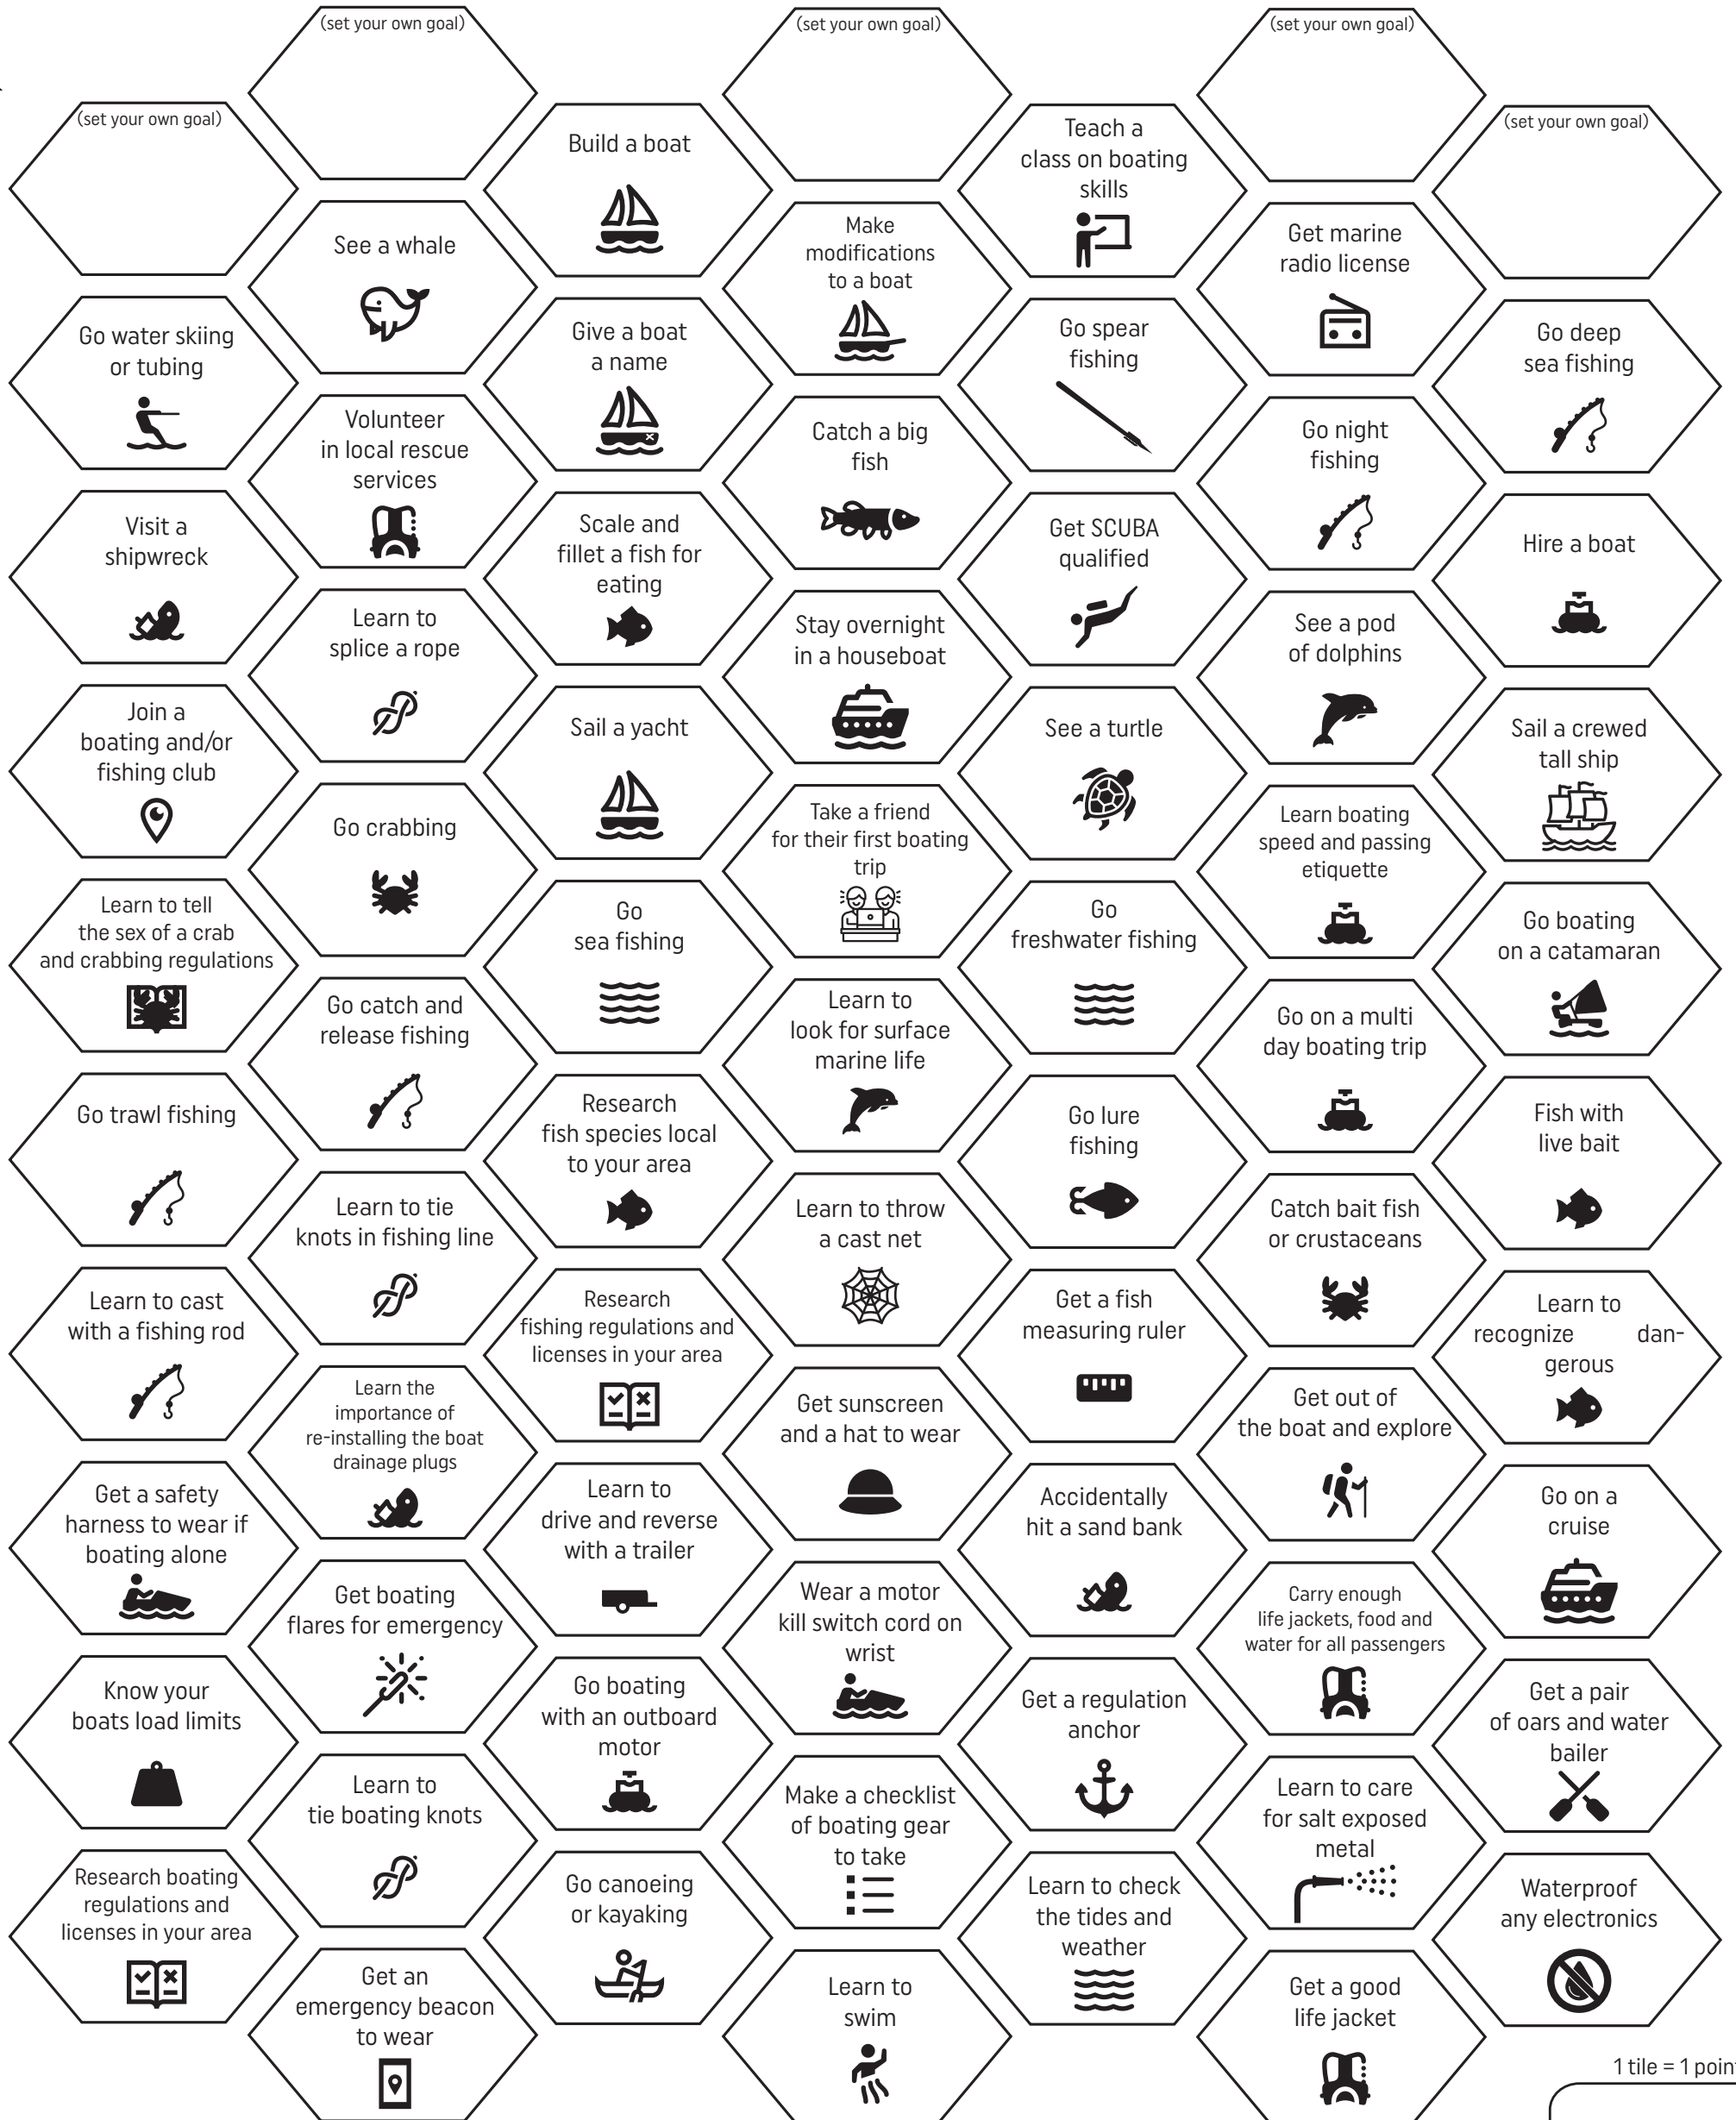 (set your own goal)
(set your own goal)
(set your own goal)
(set your own goal)
Build a boat
Teach a
class on boating
skills
(set your own goal)
See a whale
Make
modifications
to a boat
Get marine
radio license
Go water skiing
or tubing
Give a boat
a name
Go spear
fishing
Go deep
sea fishing
Volunteer
in local rescue
services
Catch a big
fish
Go night
fishing
Visit a
shipwreck
Scale and
fillet a fish for
eating
Get SCUBA
qualified
Hire a boat
Learn to
splice a rope
Stay overnight
in a houseboat
See a pod
of dolphins
Join a
boating and/or
fishing club
Sail a yacht
See a turtle
Sail a crewed
tall ship
Go crabbing
Take a friend
for their first boating
trip
Learn boating
speed and passing
etiquette
Learn to tell
the sex of a crab
and crabbing regulations
Go
sea fishing
Go
freshwater fishing
Go boating
on a catamaran
Go catch and
release fishing
Learn to
look for surface
marine life
Go on a multi
day boating trip
Go trawl fishing
Research
fish species local
to your area
Go lure
fishing
Fish with
live bait
Learn to tie
knots in fishing line
Learn to throw
a cast net
Catch bait fish
or crustaceans
Learn to cast
with a fishing rod
Research
fishing regulations and
licenses in your area
Get a fish
measuring ruler
Learn to
recognize dan-
gerous
Learn the
importance of
re-installing the boat
drainage plugs
Get sunscreen
and a hat to wear
Get out of
the boat and explore
Get a safety
harness to wear if
boating alone
Learn to
drive and reverse
with a trailer
Accidentally
hit a sand bank
Go on a
cruise
Get boating
flares for emergency
Wear a motor
kill switch cord on
wrist
Carry enough
life jackets, food and
water for all passengers
Know your
boats load limits
Go boating
with an outboard
motor
Get a regulation
anchor
Get a pair
of oars and water
bailer
Learn to
tie boating knots
Make a checklist
of boating gear
to take
Learn to care
for salt exposed
metal
Research boating
regulations and
licenses in your area
Go canoeing
or kayaking
Learn to check
the tides and
weather
Waterproof
any electronics
Get an
emergency beacon
to wear
Learn to
swim
Get a good
life jacket
1 tile = 1 point